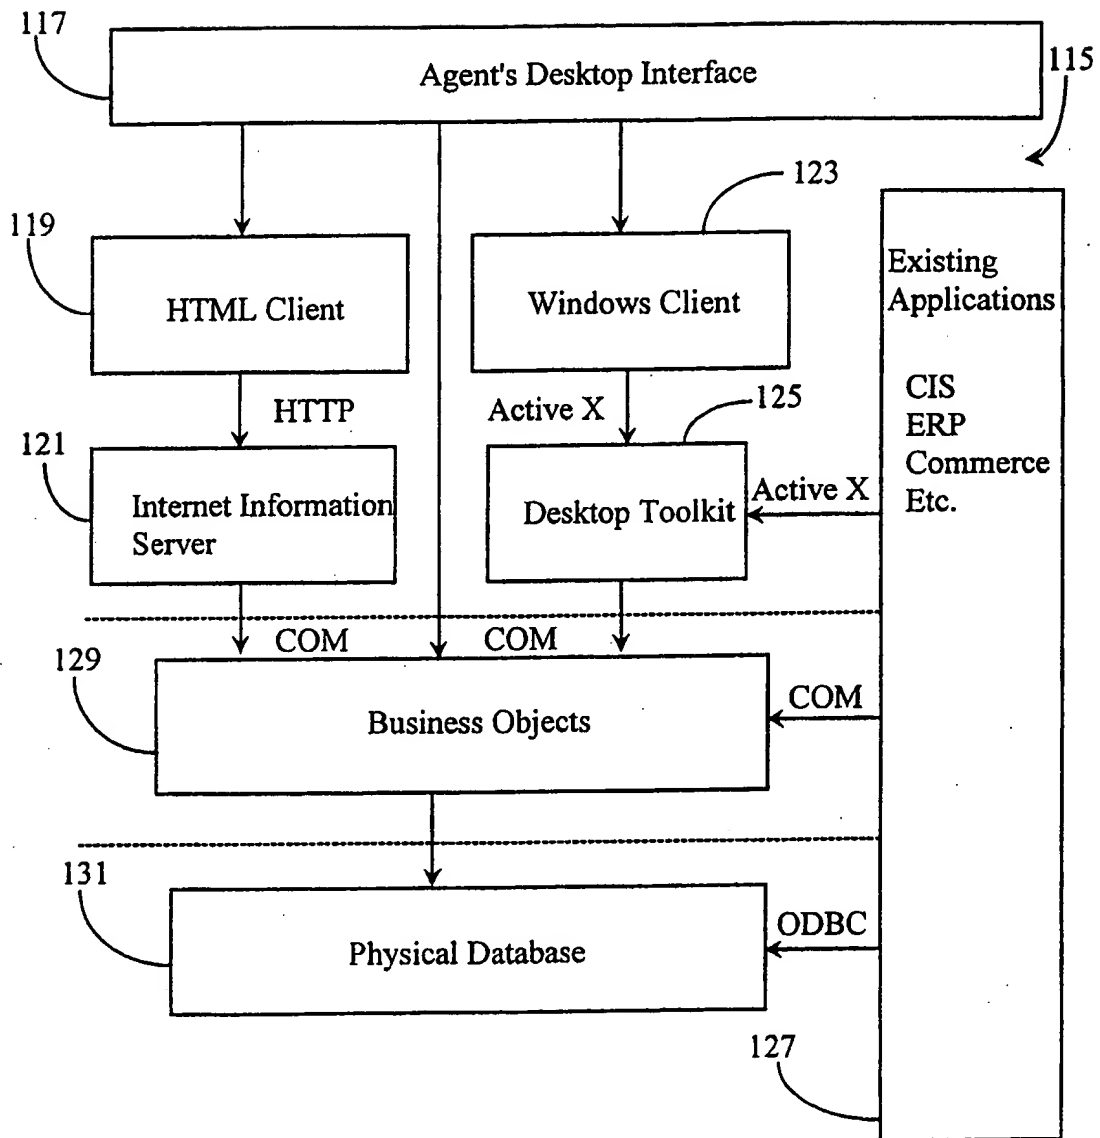 117
Agent's Desktop Interface
115
123
119
HTML Client
Windows Client
Existing
Applications
CIS
ERP
Commerce
Etc.
HTTP
Active X
125
121
Internet Information
Server
Desktop Toolkit
Active X
COM
COM
129
Business Objects
COM
131
Physical Database
ODBC
127